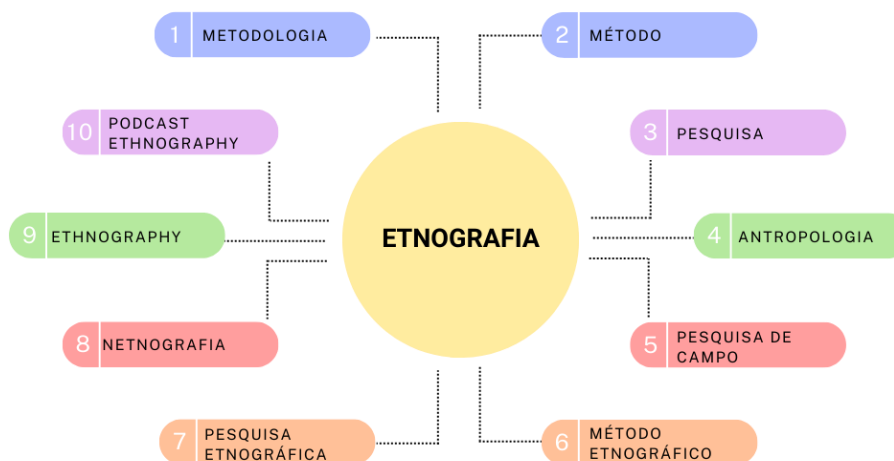 1 METODOLOGIA
2 MÉTODO
10 PODCAST
ETHNOGRAPHY
3 PESQUISA
9 ETHNOGRAPHY
ETNOGRAFIA
4 ANTROPOLOGIA
8 NETNOGRAFIA
5 PESQUISA DE
CAMPO
7 PESQUISA
ETNOGRÁFICA
6 MÉTODO
ETNOGRÁFICO